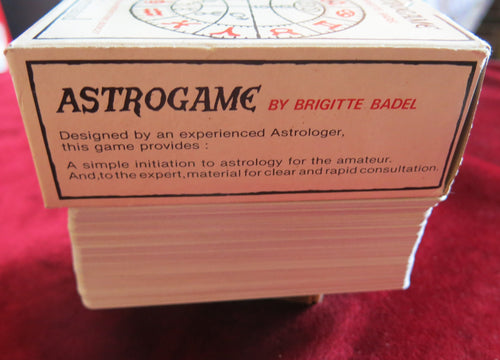 ASTROGAME BY BRIGITTE BADEL
Designed by an experienced Astrologer,
this game provides :
A simple initiation to astrology for the amateur.
And,to the expert,material for clear and rapid consultation.